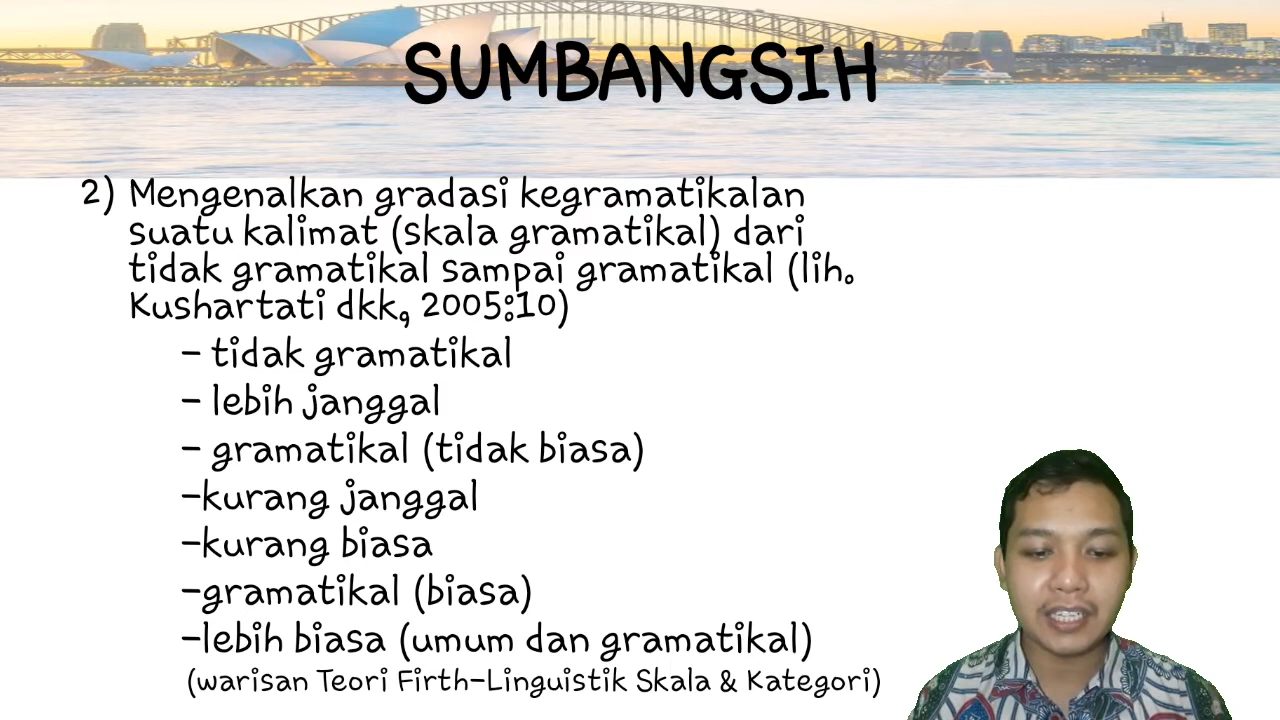 SUMBANGSIH
2) Mengenalkan gradasi kegramatikalan
suatu kalimat (skala gramatikal) dari
tidak gramatikal sampai gramatikal (lih.
Kushartati dkk, 2005:10)
- tidak gramatikal
- lebih janggal
- gramatikal (tidak biasa)
-kurang janggal
-kurang biasa
-gramatikal (biasa)
-lebih biasa (umum dan gramatikal)
(warisan Teori Firth-Linguistik Skala & Kategori)